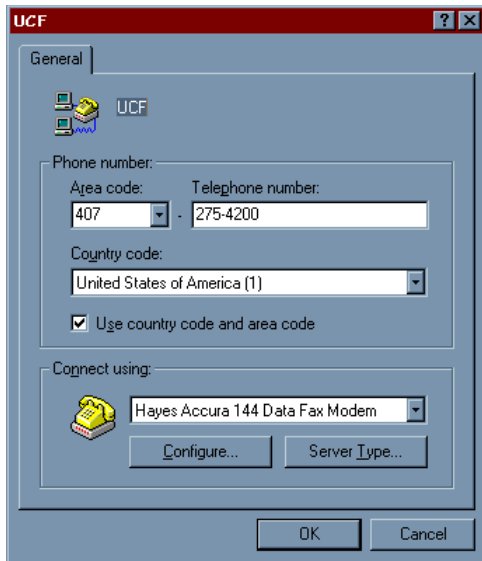 UCF
General
UCF
Phone number:
Area code: Telephone number:
407 - 275-4200
Country code:
United States of America (1)
Use country code and area code
Connect using:
Hayes Accura 144 Data Fax Modem
Configure... Server Type...
OK Cancel